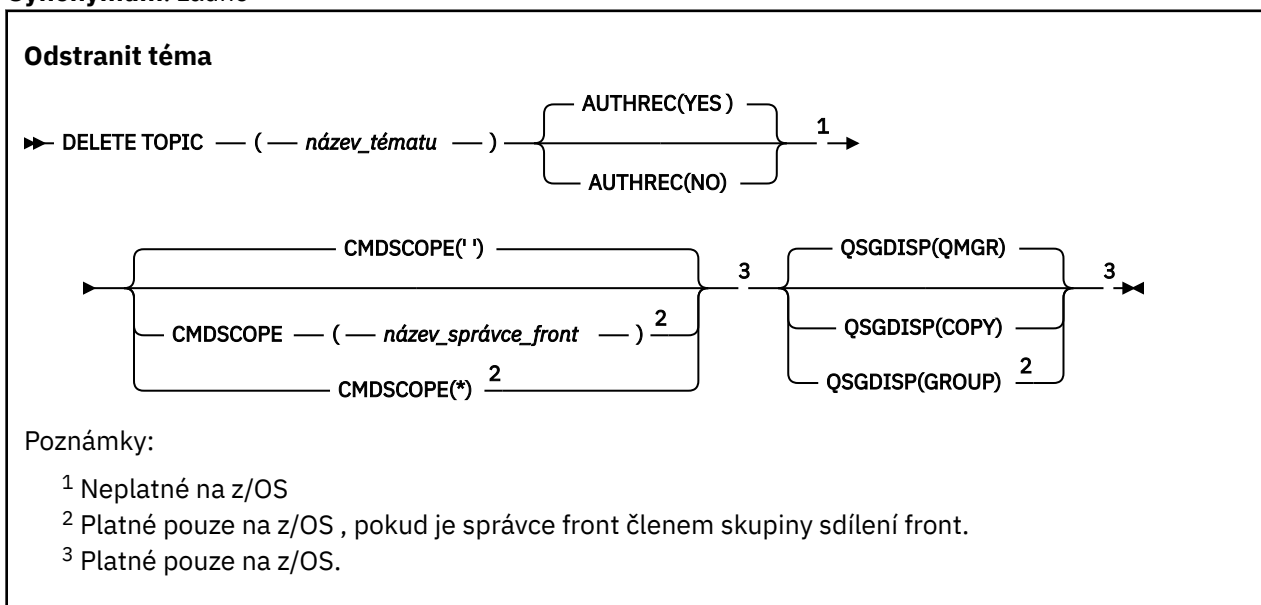 Odstranit téma
AUTHREC(YES )
DELETE TOPIC ( název_tématu ) 1
AUTHREC(NO)
CMDSCOPE(' ') QSGDISP(QMGR)
3 3
CMDSCOPE ( název_správce_front ) 2 QSGDISP(COPY)
CMDSCOPE(*) 2 QSGDISP(GROUP) 2
Poznámky:
1 Neplatné na z/OS
2 Platné pouze na z/OS , pokud je správce front členem skupiny sdílení front.
3 Platné pouze na z/OS.